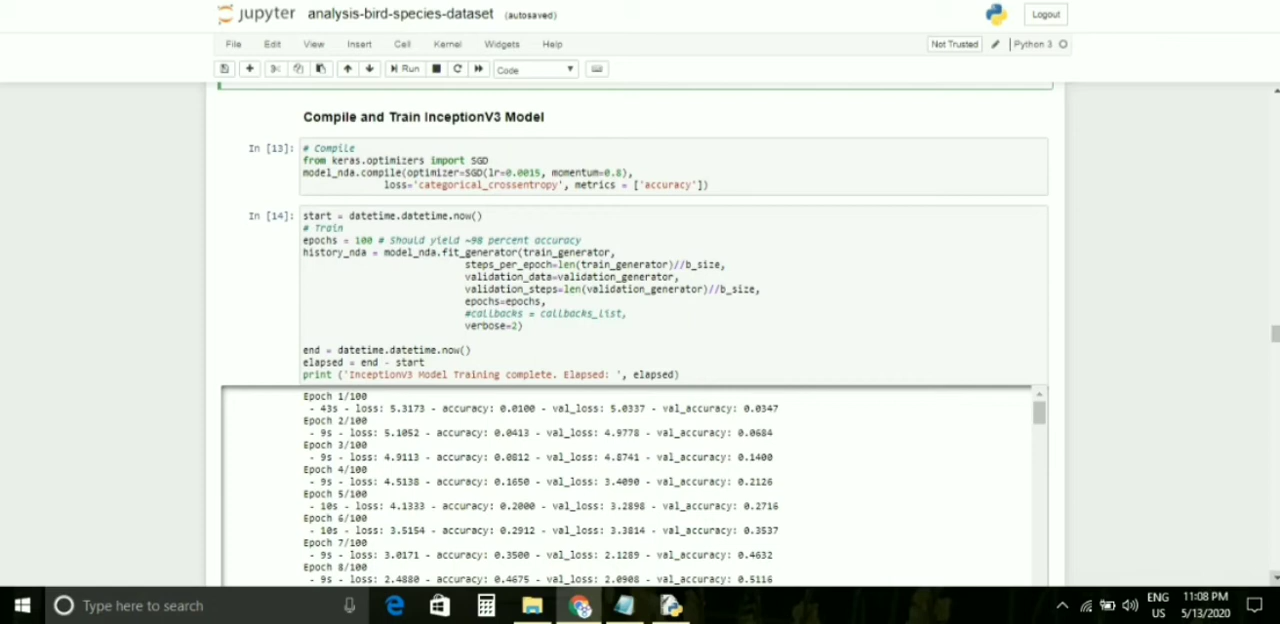 jupyter analysis-bird-species-dataset (autosaved)
Logout
File Edit View Insert Cell Kernel Widgets Help
Not Trusted Python 3
Run
Code
Compile and Train InceptionV3 Model
In [13]: # Compile
from keras.optimizers import SGD
model_nda.compile(optimizer=SGD(lr=0.0015, momentum=0.8),
loss='categorical_crossentropy', metrics = ['accuracy'])
In [14]: start = datetime.datetime.now()
# Train
epochs = 100 # Should yield ~98 percent accuracy
history_nda = model_nda.fit_generator(train_generator,
steps_per_epoch=len(train_generator)//b_size,
validation_data=validation_generator,
validation_steps=len(validation_generator)//b_size,
epochs=epochs,
#callbacks = callbacks_list,
verbose=2)
end = datetime.datetime.now()
elapsed = end - start
print ('InceptionV3 Model Training complete. Elapsed: ', elapsed)
Epoch 1/100
- 43s - loss: 5.3173 - accuracy: 0.0100 - val_loss: 5.0337 - val_accuracy: 0.0347
Epoch 2/100
- 9s - loss: 5.1052 - accuracy: 0.0413 - val_loss: 4.9778 - val_accuracy: 0.0684
Epoch 3/100
- 9s - loss: 4.9113 - accuracy: 0.0812 - val_loss: 4.8741 - val_accuracy: 0.1400
Epoch 4/100
- 9s - loss: 4.5138 - accuracy: 0.1650 - val_loss: 3.4090 - val_accuracy: 0.2126
Epoch 5/100
- 10s - loss: 4.1333 - accuracy: 0.2000 - val_loss: 3.2898 - val_accuracy: 0.2716
Epoch 6/100
- 10s - loss: 3.5154 - accuracy: 0.2912 - val_loss: 3.3814 - val_accuracy: 0.3537
Epoch 7/100
- 9s - loss: 3.0171 - accuracy: 0.3500 - val_loss: 2.1289 - val_accuracy: 0.4632
Epoch 8/100
- 9s - loss: 2.4880 - accuracy: 0.4675 - val_loss: 2.0908 - val_accuracy: 0.5116
Type here to search
ENG
US
11:08 PM
5/13/2020